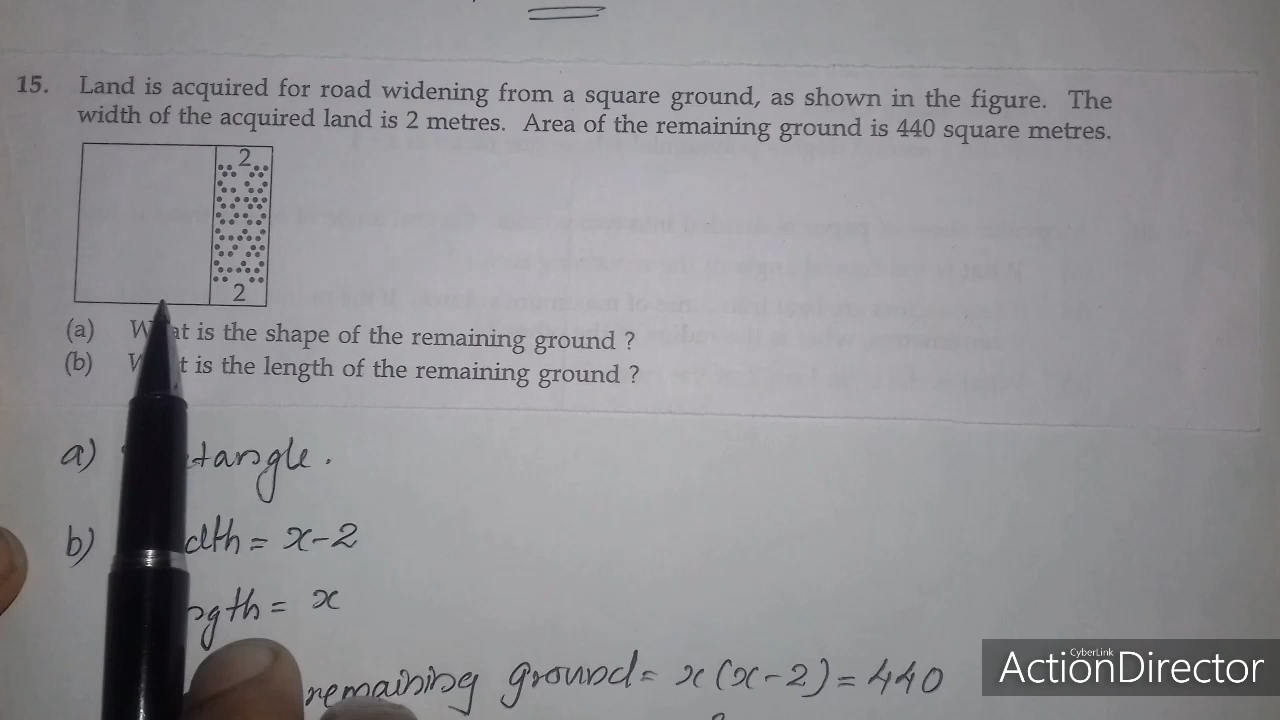 15. Land is acquired for road widening from a square ground, as shown in the figure. The
width of the acquired land is 2 metres. Area of the remaining ground is 440 square metres.
2
2
(a) is the shape of the remaining ground ?
(b) is the length of the remaining ground ?
a) tangle.
b) dth = x-2
gth = x
remaining ground = x(x-2) = 440
CyberLink
ActionDirector